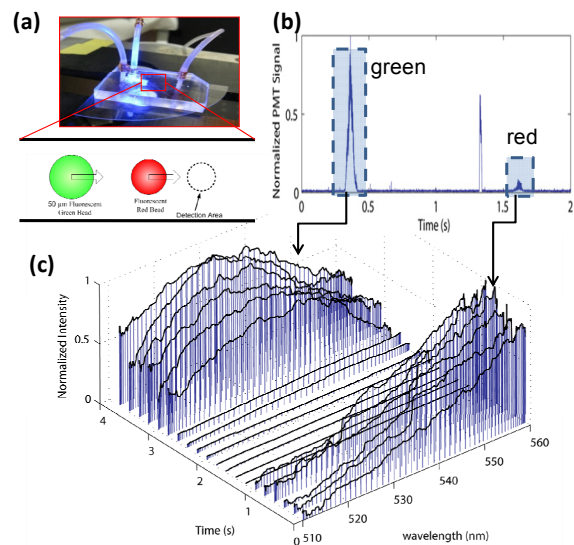 (a)
50 µm Fluorescent
Green Bead
Fluorescent
Red Bead
Detection Area
(b)
Normalized PMT Signal
1
0.5
0
green
red
0 0.5 1 1.5 2
Time (s)
(c)
Normalized Intensity
1
0.5
0
4
3
2
1
0
Time (s)
510
520
530
540
550
560
wavelength (nm)